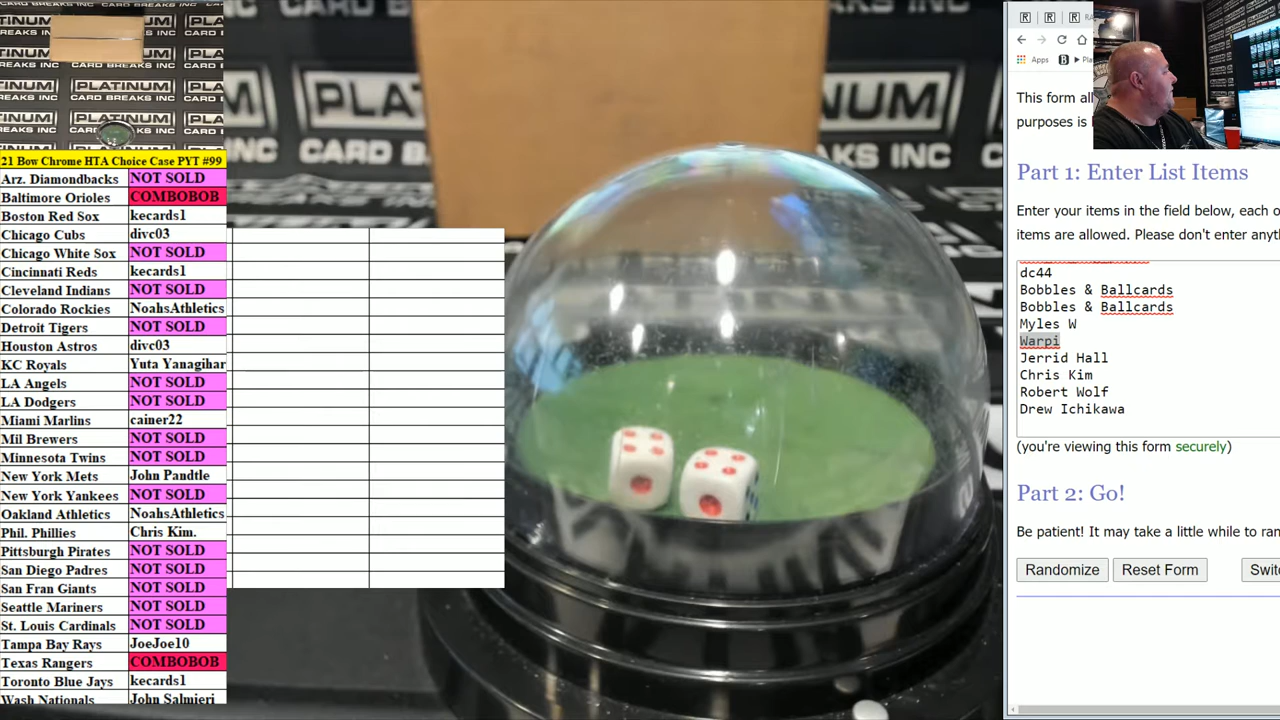 PLATINUM
CARD BREAKS INC
21 Bow Chrome HTA Choice Case PYT #99
Arz. Diamondbacks NOT SOLD
Baltimore Orioles COMBOBOB
Boston Red Sox kecards1
Chicago Cubs divc03
Chicago White Sox NOT SOLD
Cincinnati Reds kecards1
Cleveland Indians NOT SOLD
Colorado Rockies NoahsAthletics
Detroit Tigers NOT SOLD
Houston Astros divc03
KC Royals Yuta Yanagihar
LA Angels NOT SOLD
LA Dodgers NOT SOLD
Miami Marlins cainer22
Mil Brewers NOT SOLD
Minnesota Twins NOT SOLD
New York Mets John Pandtle
New York Yankees NOT SOLD
Oakland Athletics NoahsAthletics
Phil. Phillies Chris Kim.
Pittsburgh Pirates NOT SOLD
San Diego Padres NOT SOLD
San Fran Giants NOT SOLD
Seattle Mariners NOT SOLD
St. Louis Cardinals NOT SOLD
Tampa Bay Rays JoeJoe10
Texas Rangers COMBOBOB
Toronto Blue Jays kecards1
Wash Nationals John Salmieri
PLATINUM
CARD BREAKS INC
Apps
This form all
purposes is
Part 1: Enter List Items
Enter your items in the field below, each o
items are allowed. Please don't enter anyth
dc44
Bobbles & Ballcards
Bobbles & Ballcards
Myles W
Warpi
Jerrid Hall
Chris Kim
Robert Wolf
Drew Ichikawa
(you're viewing this form securely)
Part 2: Go!
Be patient! It may take a little while to ran
Randomize
Reset Form
Switc